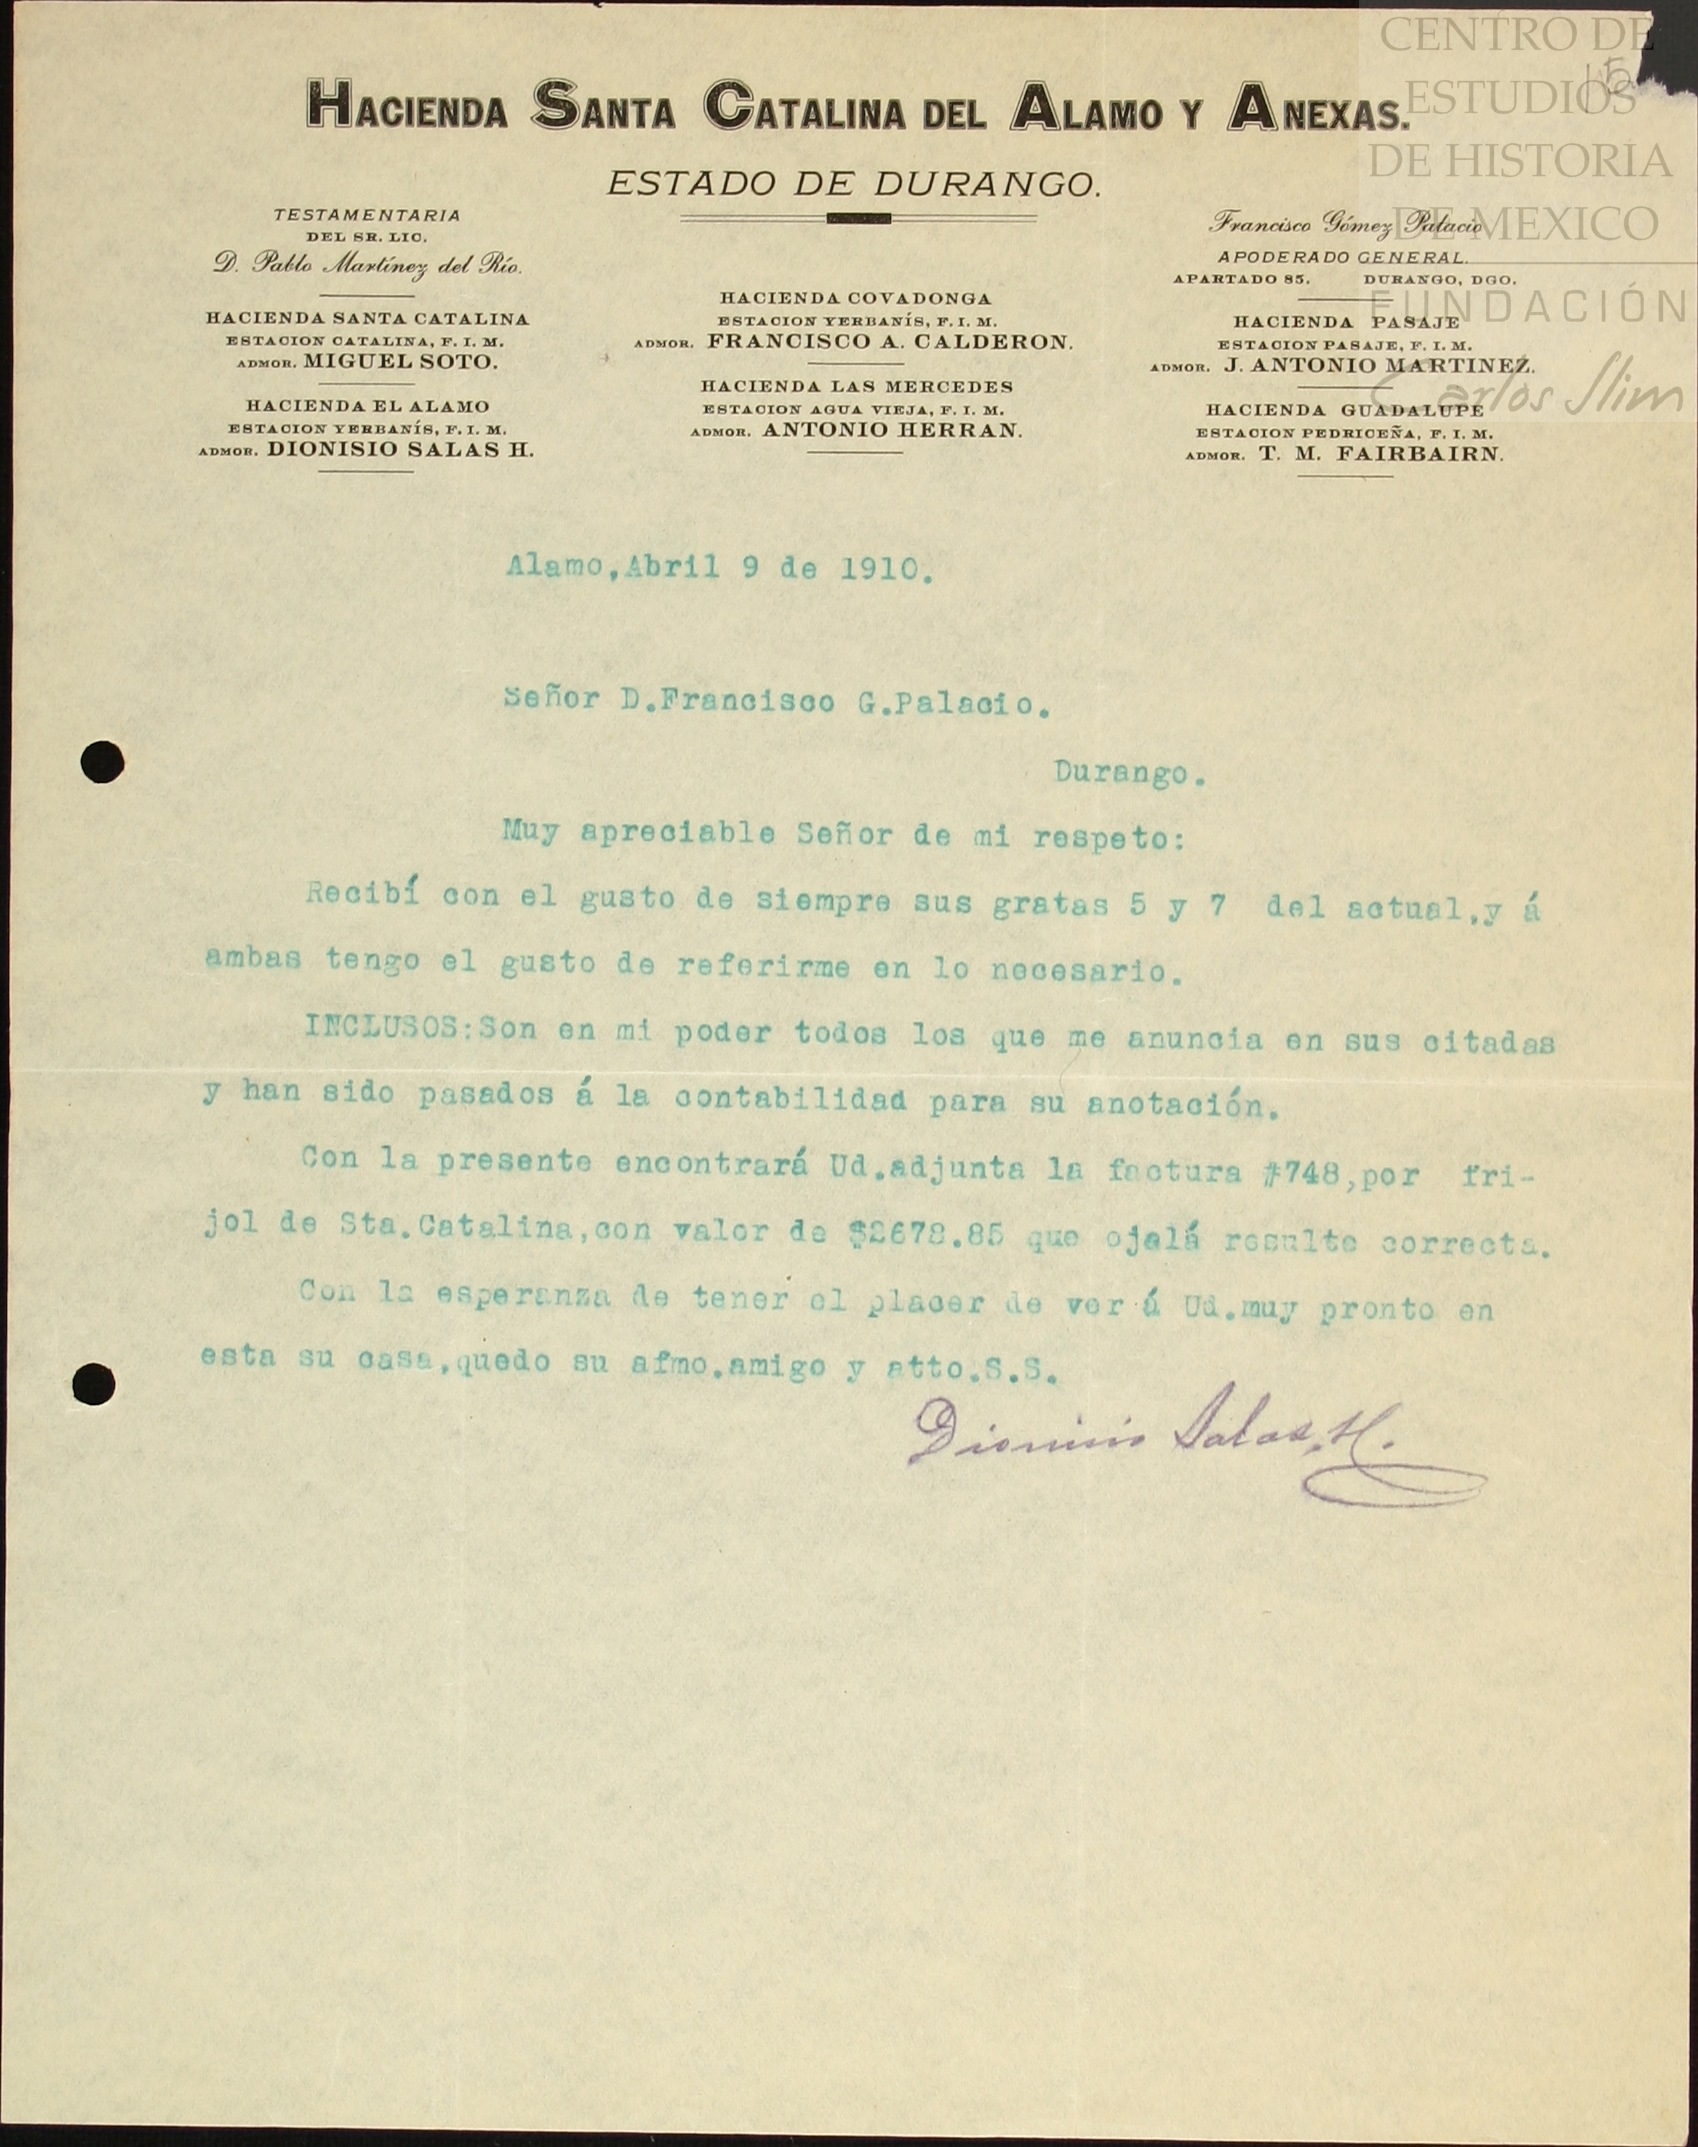 HACIENDA SANTA CATALINA DEL ALAMO Y ANEXAS.
ESTADO DE DURANGO.
TESTAMENTARIA
DEL SR. LIC.
D. Pablo Martínez del Río.
HACIENDA SANTA CATALINA
ESTACION CATALINA, F. I. M.
ADMOR. MIGUEL SOTO.
HACIENDA EL ALAMO
ESTACION YERBANÍS, F. I. M.
ADMOR. DIONISIO SALAS H.
HACIENDA COVADONGA
ESTACION YERBANÍS, F. I. M.
ADMOR. FRANCISCO A. CALDERON.
HACIENDA LAS MERCEDES
ESTACION AGUA VIEJA, F. I. M.
ADMOR. ANTONIO HERRAN.
Francisco Gómez Palacio
APODERADO GENERAL.
APARTADO 85. DURANGO, DGO.
HACIENDA PASAJE
ESTACION PASAJE, F. I. M.
ADMOR. J. ANTONIO MARTINEZ.
HACIENDA GUADALUPE
ESTACION PEDRICEÑA, F. I. M.
ADMOR. T. M. FAIRBAIRN.
CENTRO DE
ESTUDIOS
DE HISTORIA
DE MEXICO
FUNDACIÓN
Carlos Slim
Alamo,Abril 9 de 1910.
Señor D.Francisco G.Palacio.
Durango.
Muy apreciable Señor de mi respeto:
Recibí con el gusto de siempre sus gratas 5 y 7 del actual,y á
ambas tengo el gusto de referirme en lo necesario.
INCLUSOS:Son en mi poder todos los que me anuncia en sus citadas
y han sido pasados á la contabilidad para su anotación.
Con la presente encontrará Ud.adjunta la factura #748,por fri-
jol de Sta.Catalina,con valor de $2678.85 que ojalá resulte correcta.
Con la esperanza de tener el placer de ver á Ud.muy pronto en
esta su casa,quedo su afmo.amigo y atto.S.S.
Dionisio Salas H.